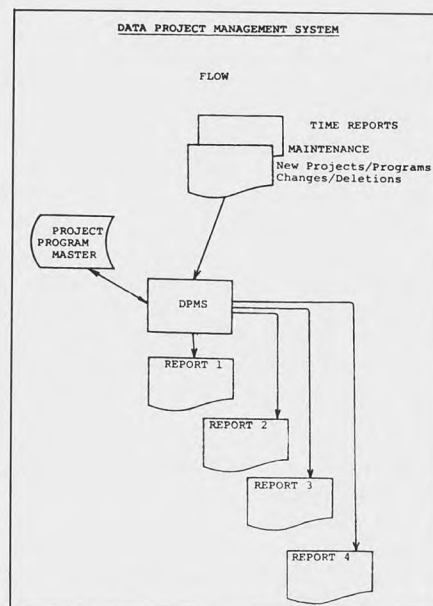 DATA PROJECT MANAGEMENT SYSTEM
FLOW
TIME REPORTS
MAINTENANCE
New Projects/Programs
Changes/Deletions
PROJECT
PROGRAM
MASTER
DPMS
REPORT 1
REPORT 2
REPORT 3
REPORT 4